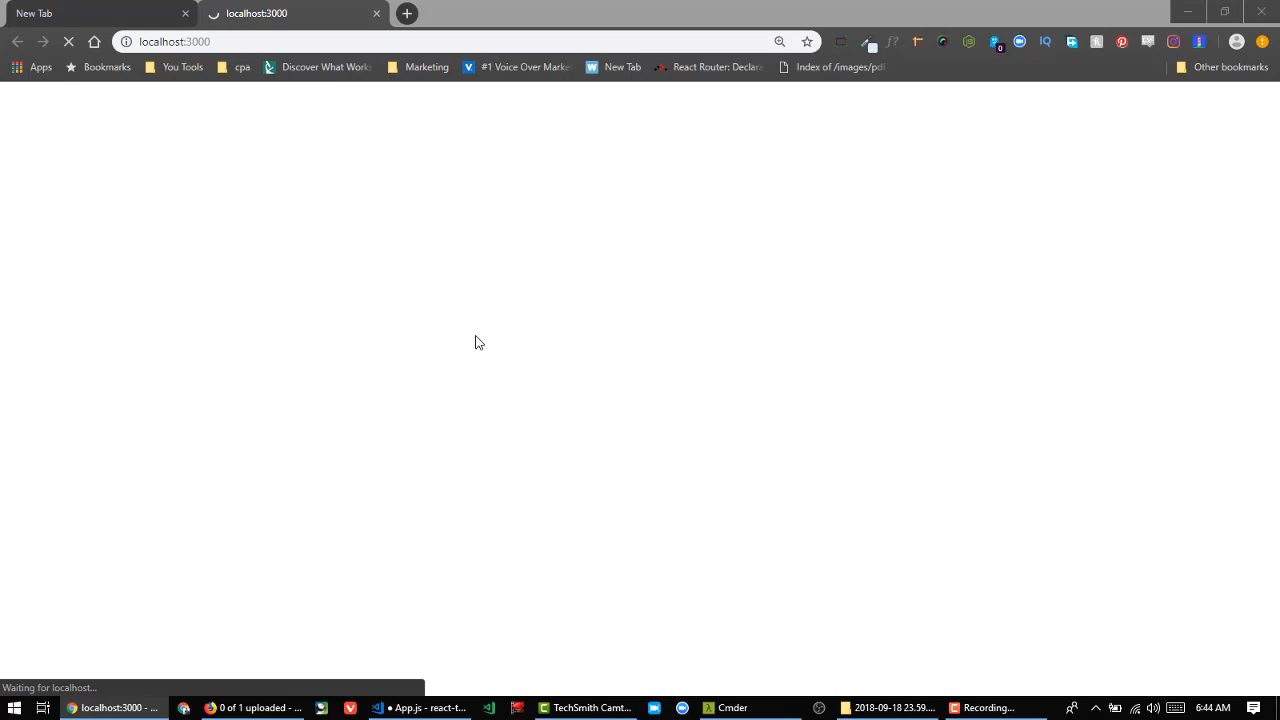 New Tab
localhost:3000
localhost:3000
Apps
Bookmarks
You Tools
cpa
Discover What Works
Marketing
#1 Voice Over Marke
New Tab
React Router: Declara
Index of /images/pdf
Other bookmarks
f?
0
IQ
Waiting for localhost...
localhost:3000 - ...
0 of 1 uploaded - ...
● App.js - react-t...
TechSmith Camt...
Cmder
2018-09-18 23.59....
Recording...
6:44 AM